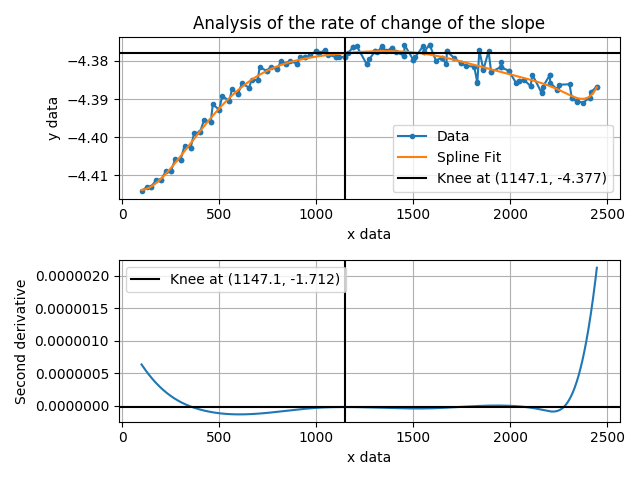 Analysis of the rate of change of the slope
y data
−4.38
−4.39
−4.40
−4.41
Data
Spline Fit
Knee at (1147.1, -4.377)
0 500 1000 1500 2000 2500
x data
Second derivative
0.0000020
0.0000015
0.0000010
0.0000005
0.0000000
Knee at (1147.1, -1.712)
0 500 1000 1500 2000 2500
x data